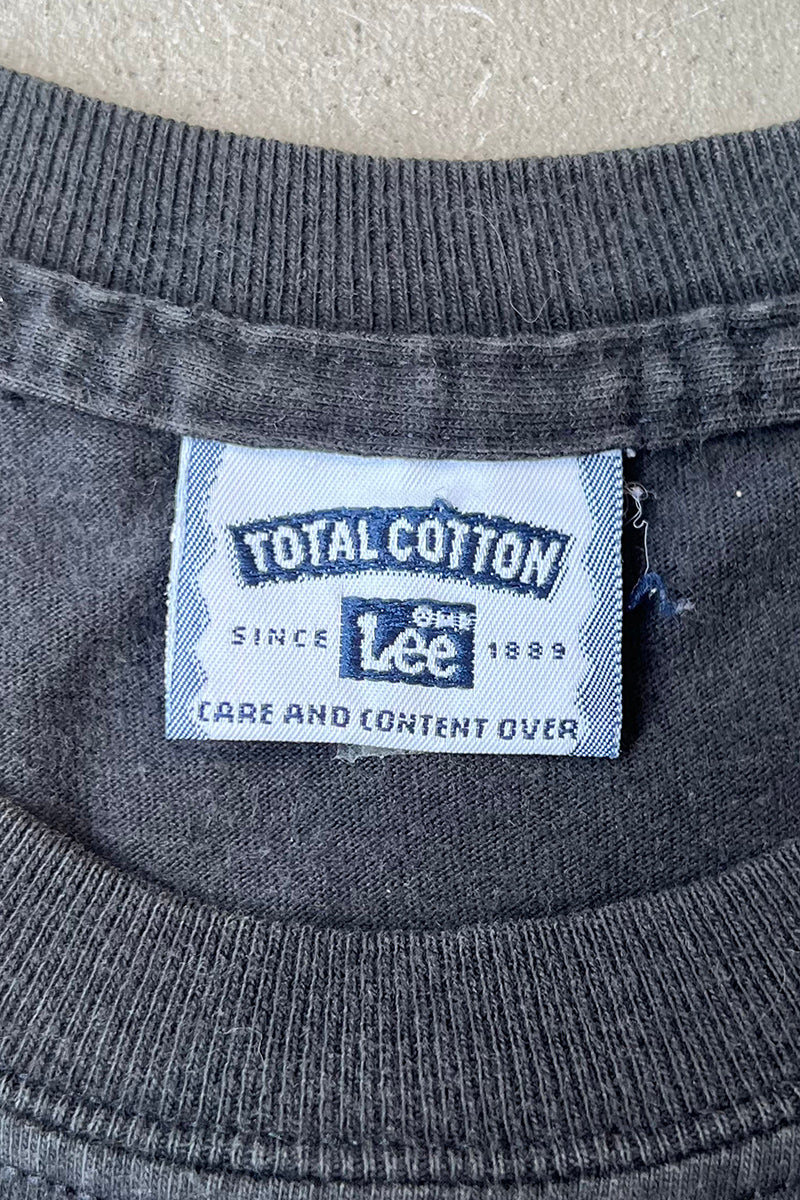 TOTAL COTTON
SINCE Lee 1889
CARE AND CONTENT OVER